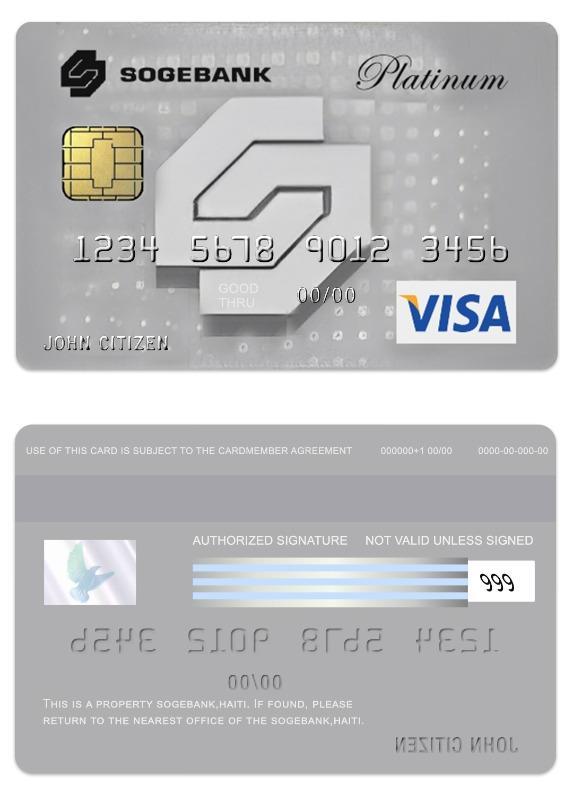 SOGEBANK Platinum
1234 5678 9012 3456
GOOD
THRU 00/00
VISA
JOHN CITIZEN
USE OF THIS CARD IS SUBJECT TO THE CARDMEMBER AGREEMENT 000000+1 00/00 0000-00-000-00
AUTHORIZED SIGNATURE NOT VALID UNLESS SIGNED
999
1234 5678 9012 3456
00/00
THIS IS A PROPERTY SOGEBANK,HAITI. IF FOUND, PLEASE
RETURN TO THE NEAREST OFFICE OF THE SOGEBANK,HAITI.
JOHN CITIZEN